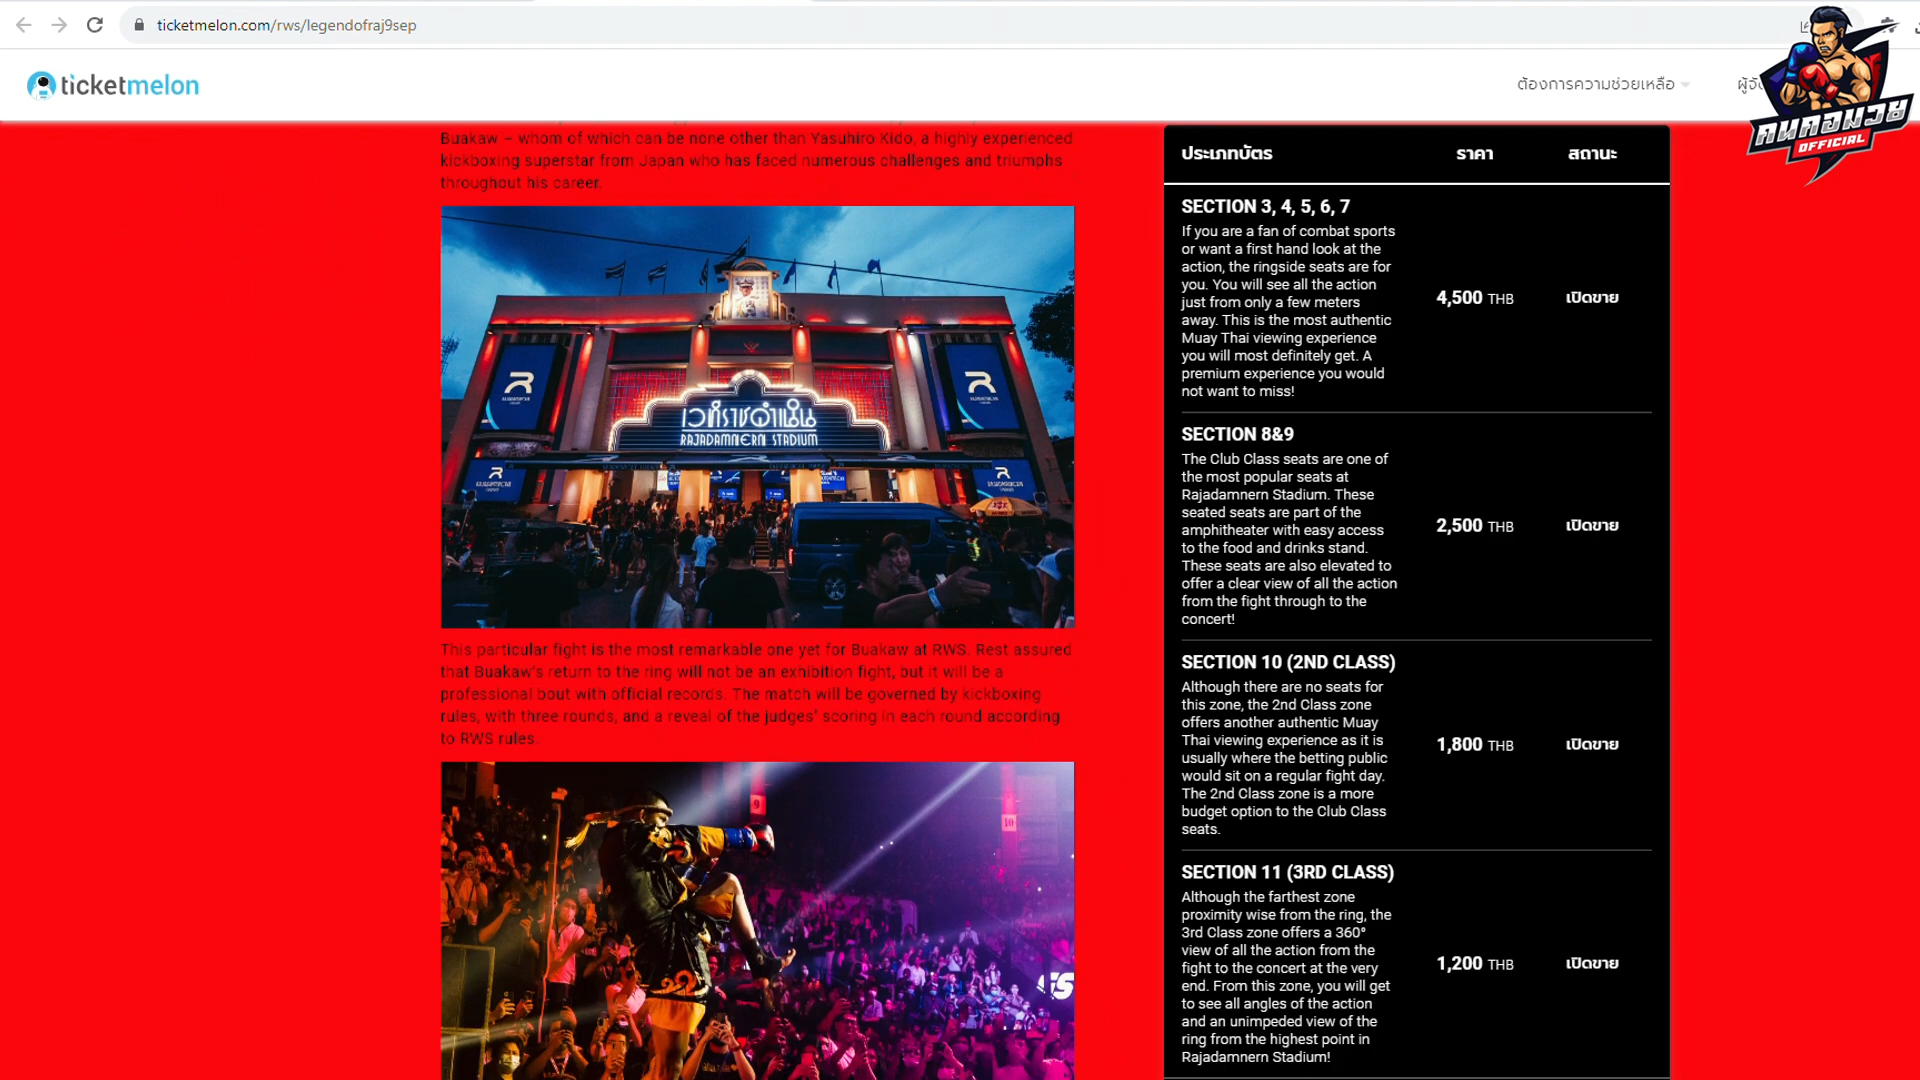 ticketmelon.com/rws/legendofraj9sep
ticketmelon
ต้องการความช่วยเหลือ
คนคอมวย
OFFICIAL
Buakaw – whom of which can be none other than Yasuhiro Kido, a highly experienced
kickboxing superstar from Japan who has faced numerous challenges and triumphs
throughout his career.
เวทีราชดำเนิน
RAJADAMNERN STADIUM
This particular fight is the most remarkable one yet for Buakaw at RWS. Rest assured
that Buakaw's return to the ring will not be an exhibition fight, but it will be a
professional bout with official records. The match will be governed by kickboxing
rules, with three rounds, and a reveal of the judges' scoring in each round according
to RWS rules.
9
10
ประเภทบัตร ราคา สถานะ
SECTION 3, 4, 5, 6, 7
If you are a fan of combat sports
or want a first hand look at the
action, the ringside seats are for
you. You will see all the action
just from only a few meters
away. This is the most authentic
Muay Thai viewing experience
you will most definitely get. A
premium experience you would
not want to miss!
4,500 THB เปิดขาย
SECTION 8&9
The Club Class seats are one of
the most popular seats at
Rajadamnern Stadium. These
seated seats are part of the
amphitheater with easy access
to the food and drinks stand.
These seats are also elevated to
offer a clear view of all the action
from the fight through to the
concert!
2,500 THB เปิดขาย
SECTION 10 (2ND CLASS)
Although there are no seats for
this zone, the 2nd Class zone
offers another authentic Muay
Thai viewing experience as it is
usually where the betting public
would sit on a regular fight day.
The 2nd Class zone is a more
budget option to the Club Class
seats.
1,800 THB เปิดขาย
SECTION 11 (3RD CLASS)
Although the farthest zone
proximity wise from the ring, the
3rd Class zone offers a 360°
view of all the action from the
fight to the concert at the very
end. From this zone, you will get
to see all angles of the action
and an unimpeded view of the
ring from the highest point in
Rajadamnern Stadium!
1,200 THB เปิดขาย